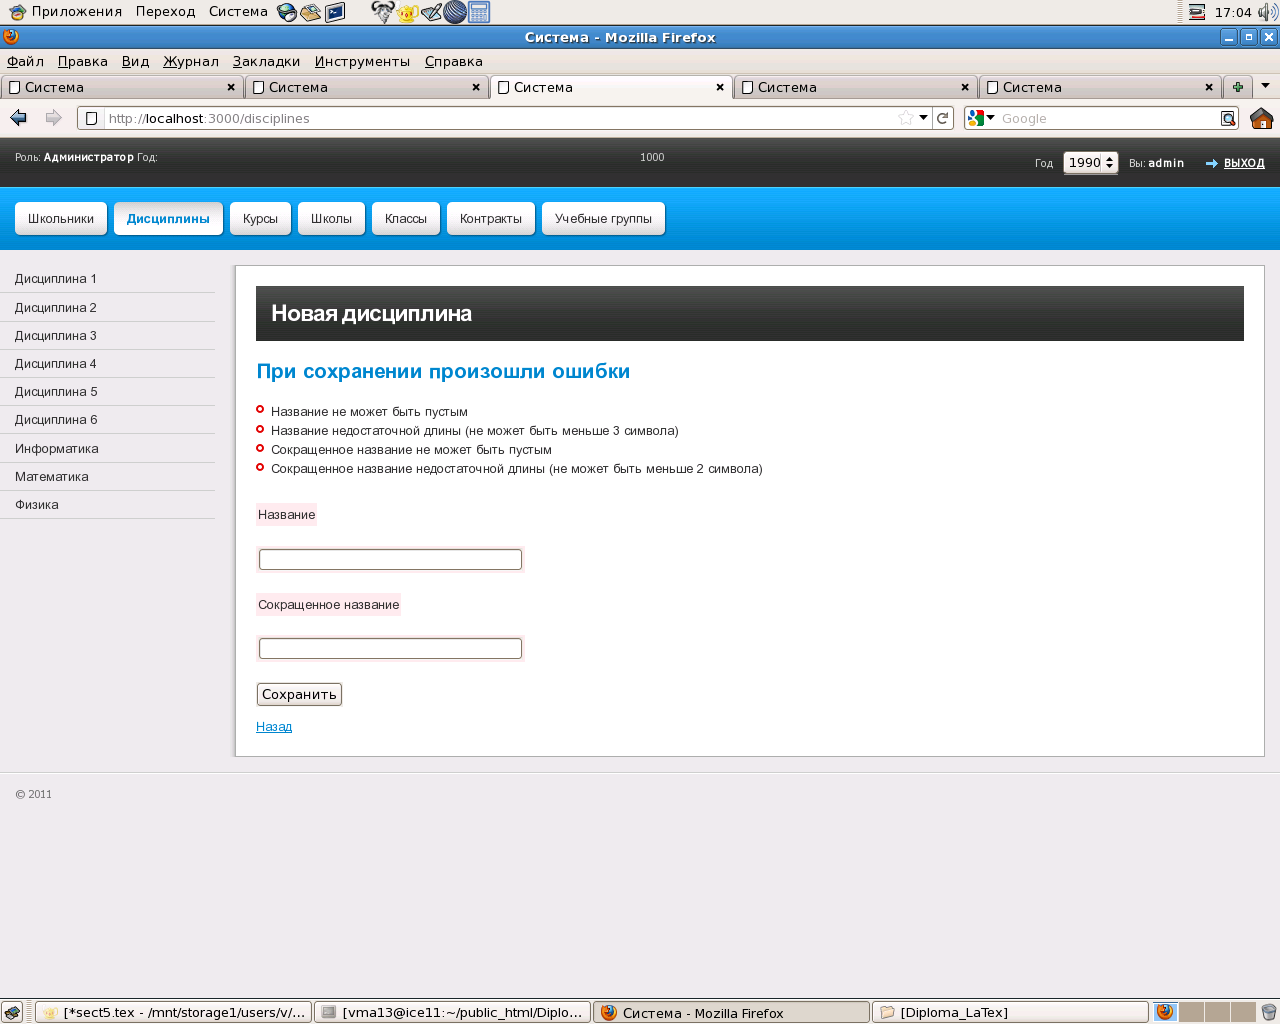 Приложения Переход Система 17:04
Система - Mozilla Firefox
Файл Правка Вид Журнал Закладки Инструменты Справка
Система Система Система Система Система
http://localhost:3000/disciplines Google
Роль: Администратор Год: 1000 Год 1990 Вы: admin ВЫХОД
Школьники Дисциплины Курсы Школы Классы Контракты Учебные группы
Дисциплина 1
Дисциплина 2
Дисциплина 3
Дисциплина 4
Дисциплина 5
Дисциплина 6
Информатика
Математика
Физика
Новая дисциплина
При сохранении произошли ошибки
Название не может быть пустым
Название недостаточной длины (не может быть меньше 3 символа)
Сокращенное название не может быть пустым
Сокращенное название недостаточной длины (не может быть меньше 2 символа)
Название
Сокращенное название
Сохранить
Назад
© 2011
[*sect5.tex - /mnt/storage1/users/v/... [vma13@ice11:~/public_html/Diplo... Система - Mozilla Firefox [Diploma_LaTex]